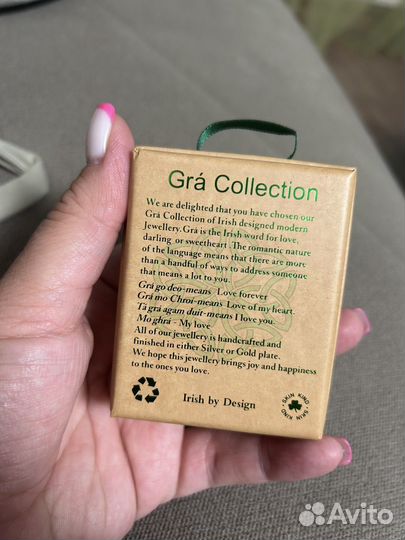 Grá Collection
We are delighted that you have chosen our
Grá Collection of Irish designed modern
Jewellery. Grá is the Irish word for love,
darling or sweetheart. The romantic nature
of the language means that there are more
than a handful of ways to address someone
that means a lot to you.
Grá go deo-means Love forever
Grá mo Chroí-means Love of my heart.
Tá grá agam duit-means I love you.
Mo ghrá - My love
All of our jewellery is handcrafted and
finished in either Silver or Gold plate.
We hope this jewellery brings joy and happiness
to the ones you love.
Irish by Design
SKIN KIND SKIN KIND
Avito